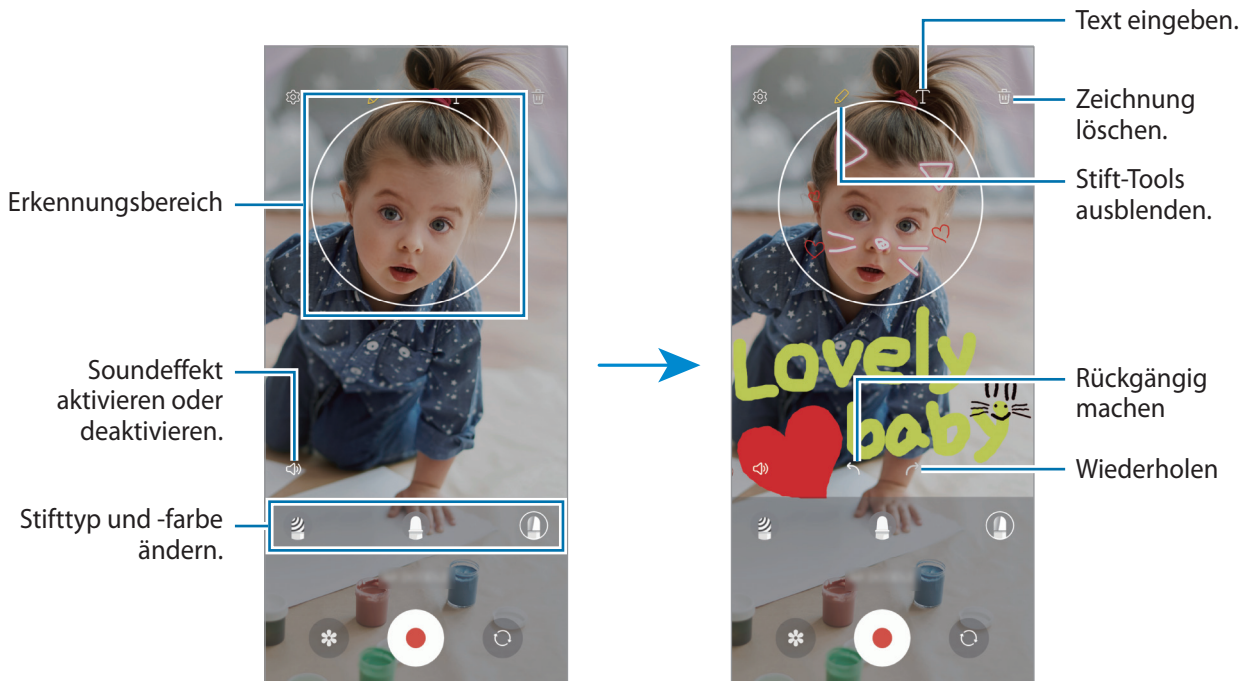 Text eingeben.
Zeichnung
löschen.
Stift-Tools
ausblenden.
Erkennungsbereich
Soundeffekt
aktivieren oder
deaktivieren.
Stifttyp und -farbe
ändern.
Lovely
baby
Rückgängig
machen
Wiederholen